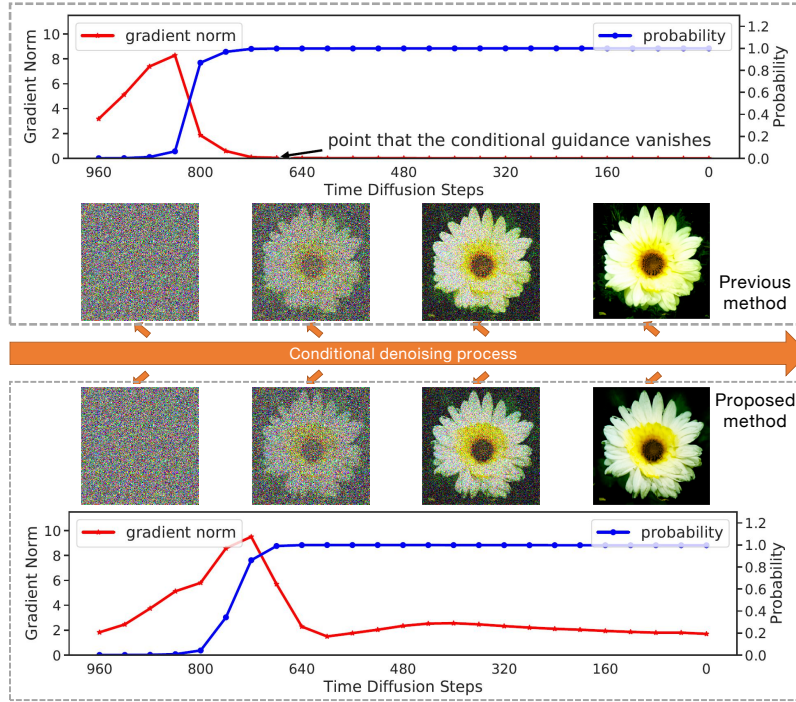 gradient norm
probability
Gradient Norm
10
8
6
4
2
0
1.2
1.0
0.8
0.6
0.4
0.2
0.0
Probability
point that the conditional guidance vanishes
960 800 640 480 320 160 0
Time Diffusion Steps
Previous
method
Conditional denoising process
Proposed
method
gradient norm
probability
Gradient Norm
10
8
6
4
2
0
1.2
1.0
0.8
0.6
0.4
0.2
0.0
Probability
960 800 640 480 320 160 0
Time Diffusion Steps